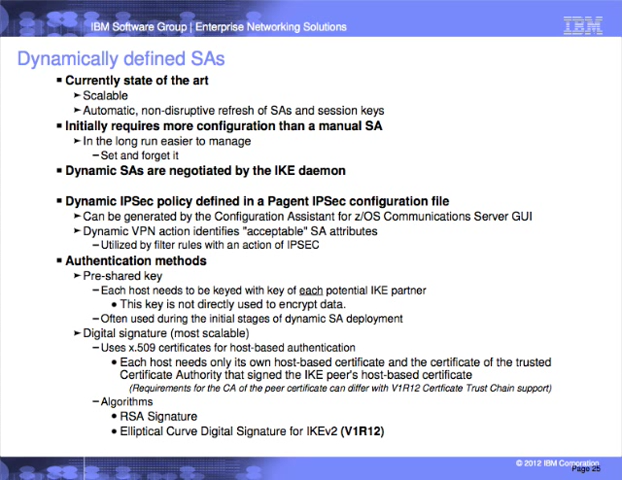 IBM Software Group | Enterprise Networking Solutions
IBM
Dynamically defined SAs
▪ Currently state of the art
➤ Scalable
➤ Automatic, non-disruptive refresh of SAs and session keys
▪ Initially requires more configuration than a manual SA
➤ In the long run easier to manage
– Set and forget it
▪ Dynamic SAs are negotiated by the IKE daemon
▪ Dynamic IPSec policy defined in a Pagent IPSec configuration file
➤ Can be generated by the Configuration Assistant for z/OS Communications Server GUI
➤ Dynamic VPN action identifies "acceptable" SA attributes
– Utilized by filter rules with an action of IPSEC
▪ Authentication methods
➤ Pre-shared key
– Each host needs to be keyed with key of each potential IKE partner
• This key is not directly used to encrypt data.
– Often used during the initial stages of dynamic SA deployment
➤ Digital signature (most scalable)
– Uses x.509 certificates for host-based authentication
• Each host needs only its own host-based certificate and the certificate of the trusted
Certificate Authority that signed the IKE peer's host-based certificate
(Requirements for the CA of the peer certificate can differ with V1R12 Certficate Trust Chain support)
– Algorithms
• RSA Signature
• Elliptical Curve Digital Signature for IKEv2 (V1R12)
© 2012 IBM Corporation
Page 25